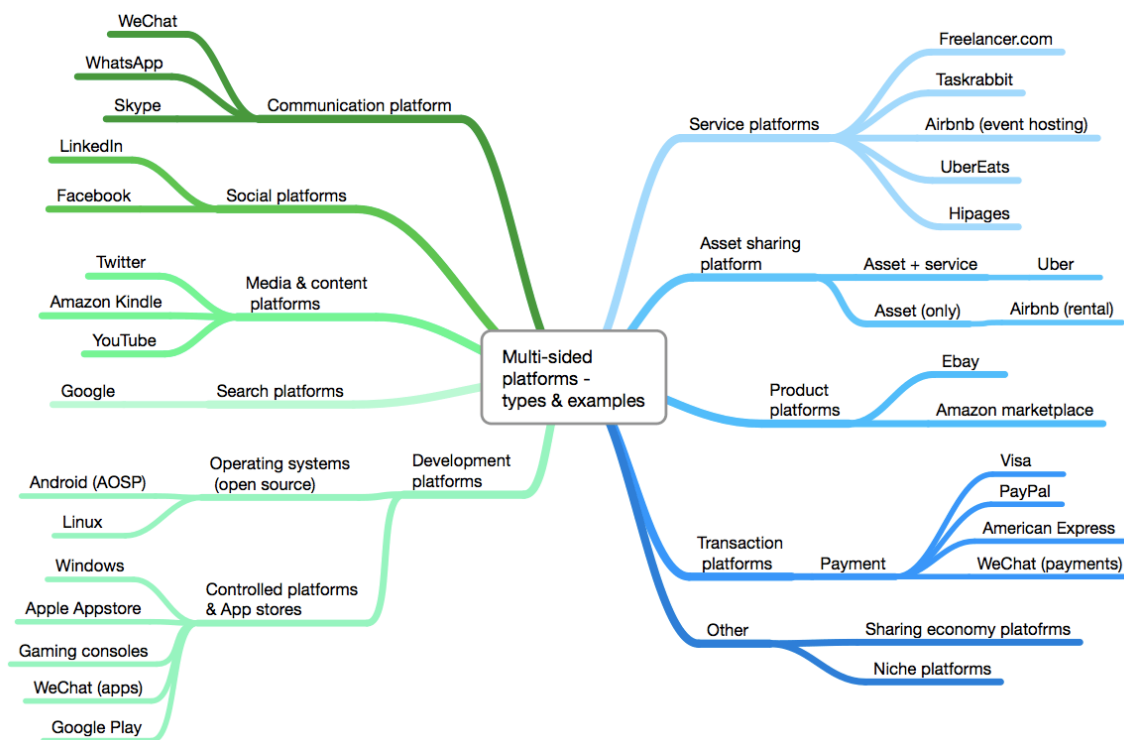 Multi-sided
platforms -
types & examples
Communication platform
WeChat
WhatsApp
Skype
Social platforms
LinkedIn
Facebook
Media & content
platforms
Twitter
Amazon Kindle
YouTube
Search platforms
Google
Development
platforms
Operating systems
(open source)
Android (AOSP)
Linux
Controlled platforms
& App stores
Windows
Apple Appstore
Gaming consoles
WeChat (apps)
Google Play
Service platforms
Freelancer.com
Taskrabbit
Airbnb (event hosting)
UberEats
Hipages
Asset sharing
platform
Asset + service
Uber
Asset (only)
Airbnb (rental)
Product
platforms
Ebay
Amazon marketplace
Transaction
platforms
Payment
Visa
PayPal
American Express
WeChat (payments)
Other
Sharing economy platofrms
Niche platforms